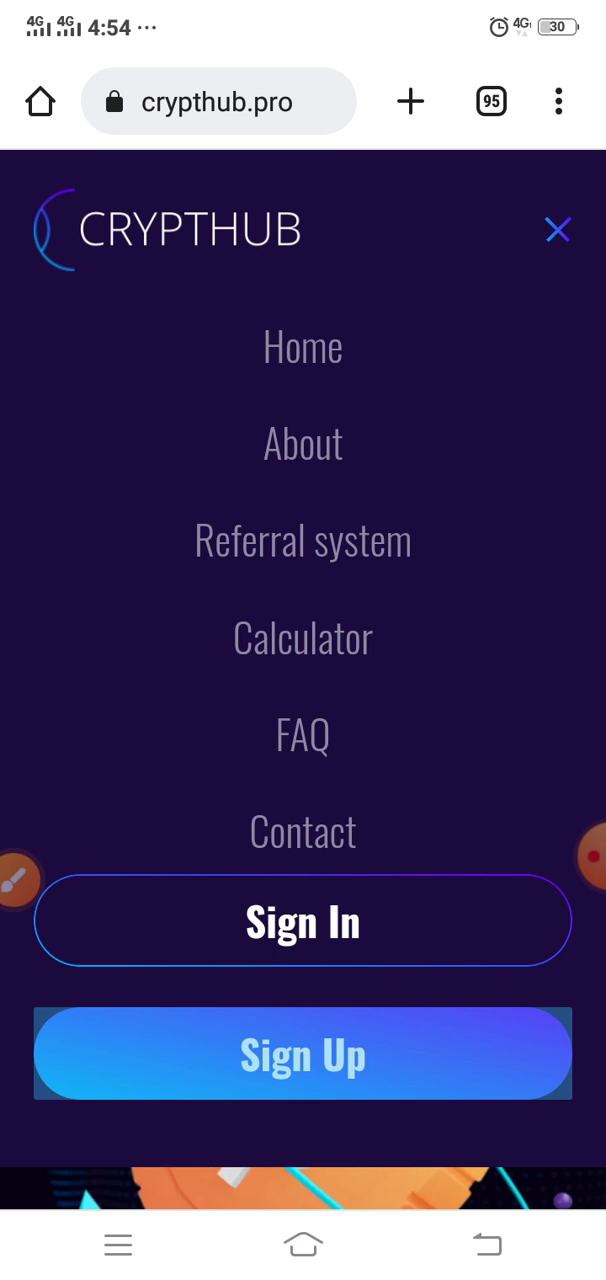 4G 4G 4:54 ... 4G 30
crypthub.pro 95
CRYPTHUB
Home
About
Referral system
Calculator
FAQ
Contact
Sign In
Sign Up